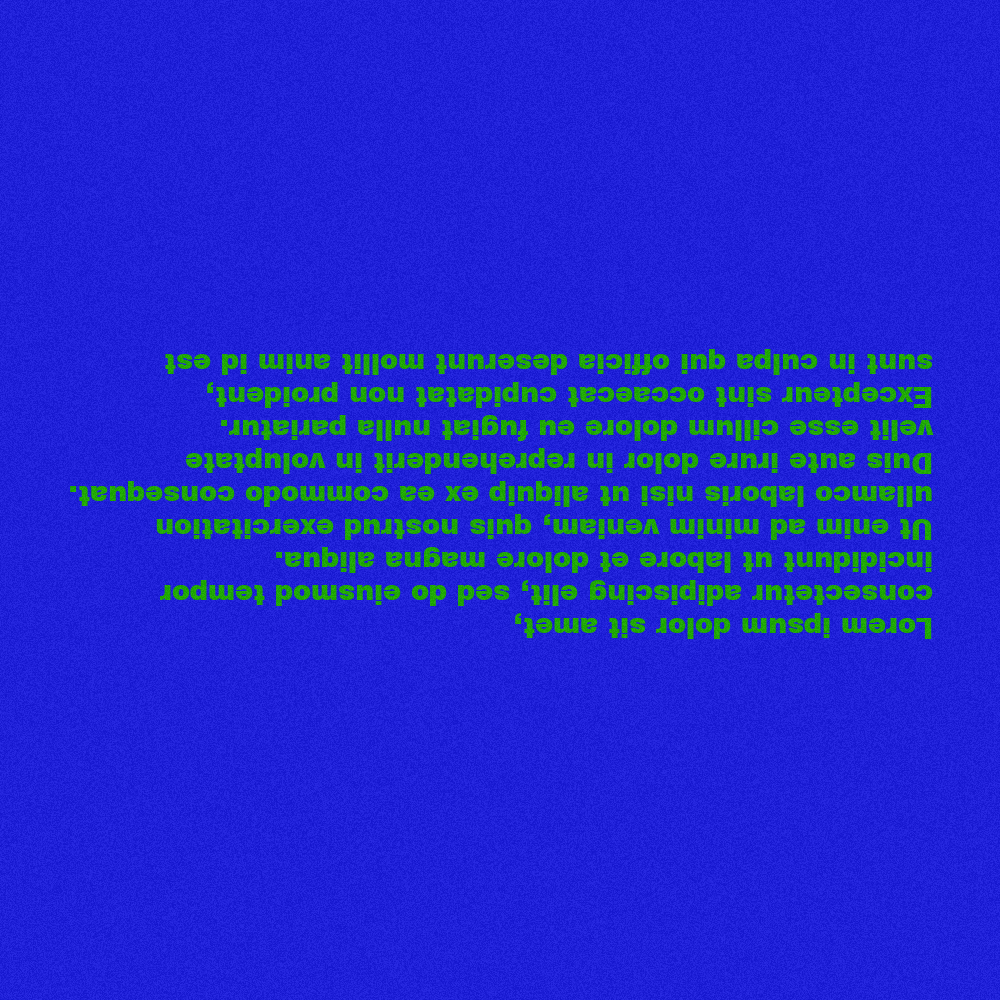 Lorem ipsum dolor sit amet,
consectetur adipiscing elit, sed do eiusmod tempor
incididunt ut labore et dolore magna aliqua.
Ut enim ad minim veniam, quis nostrud exercitation
ullamco laboris nisi ut aliquip ex ea commodo consequat.
Duis aute irure dolor in reprehenderit in voluptate
velit esse cillum dolore eu fugiat nulla pariatur.
Excepteur sint occaecat cupidatat non proident,
sunt in culpa qui officia deserunt mollit anim id est